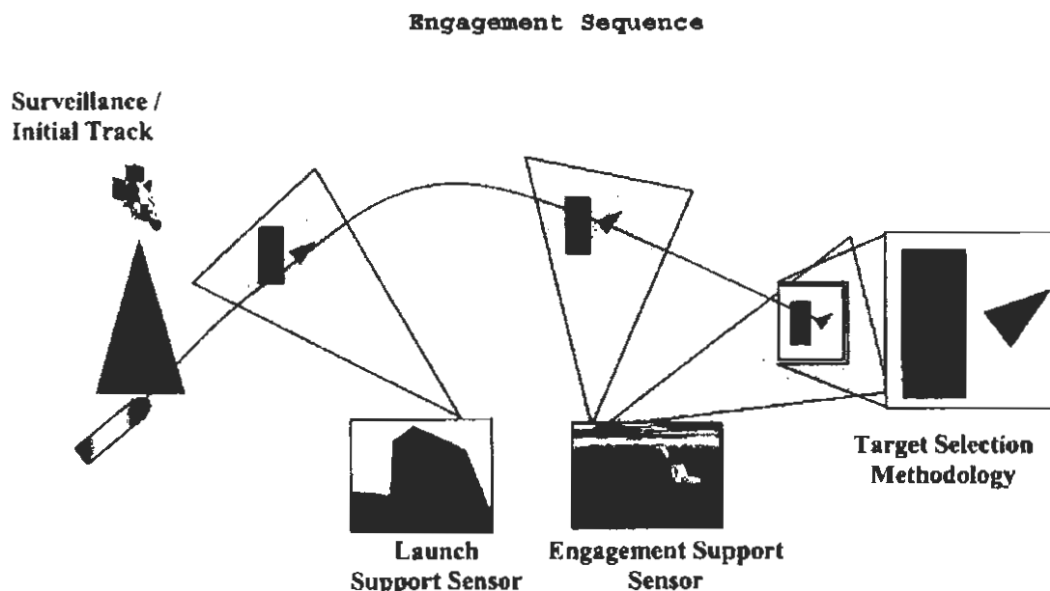 Engagement Sequence
Surveillance /
Initial Track
Target Selection
Methodology
Launch
Support Sensor
Engagement Support
Sensor